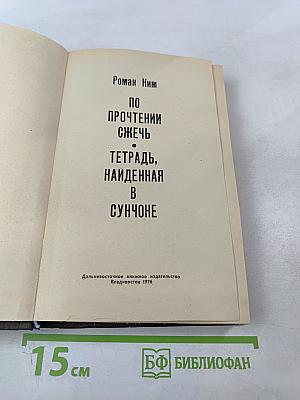 Роман Ким
ПО
ПРОЧТЕНИИ
СЖЕЧЬ
•
ТЕТРАДЬ,
НАЙДЕННАЯ
В
СУНЧОНЕ
Дальневосточное книжное издательство
Владивосток 1976
15 см
БФ БИБЛИОФАН